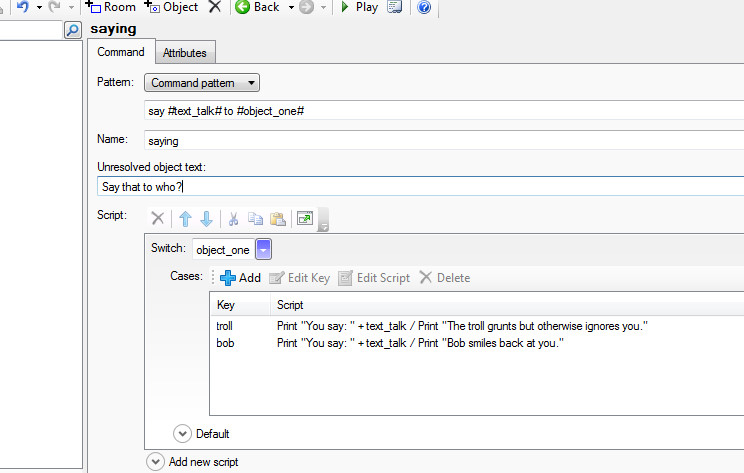 Room Object Back Play
saying
Command Attributes
Pattern: Command pattern
say #text_talk# to #object_one#
Name: saying
Unresolved object text:
Say that to who?
Script:
Switch: object_one
Cases: Add Edit Key Edit Script Delete
Key Script
troll Print "You say: " + text_talk / Print "The troll grunts but otherwise ignores you."
bob Print "You say: " + text_talk / Print "Bob smiles back at you."
Default
Add new script